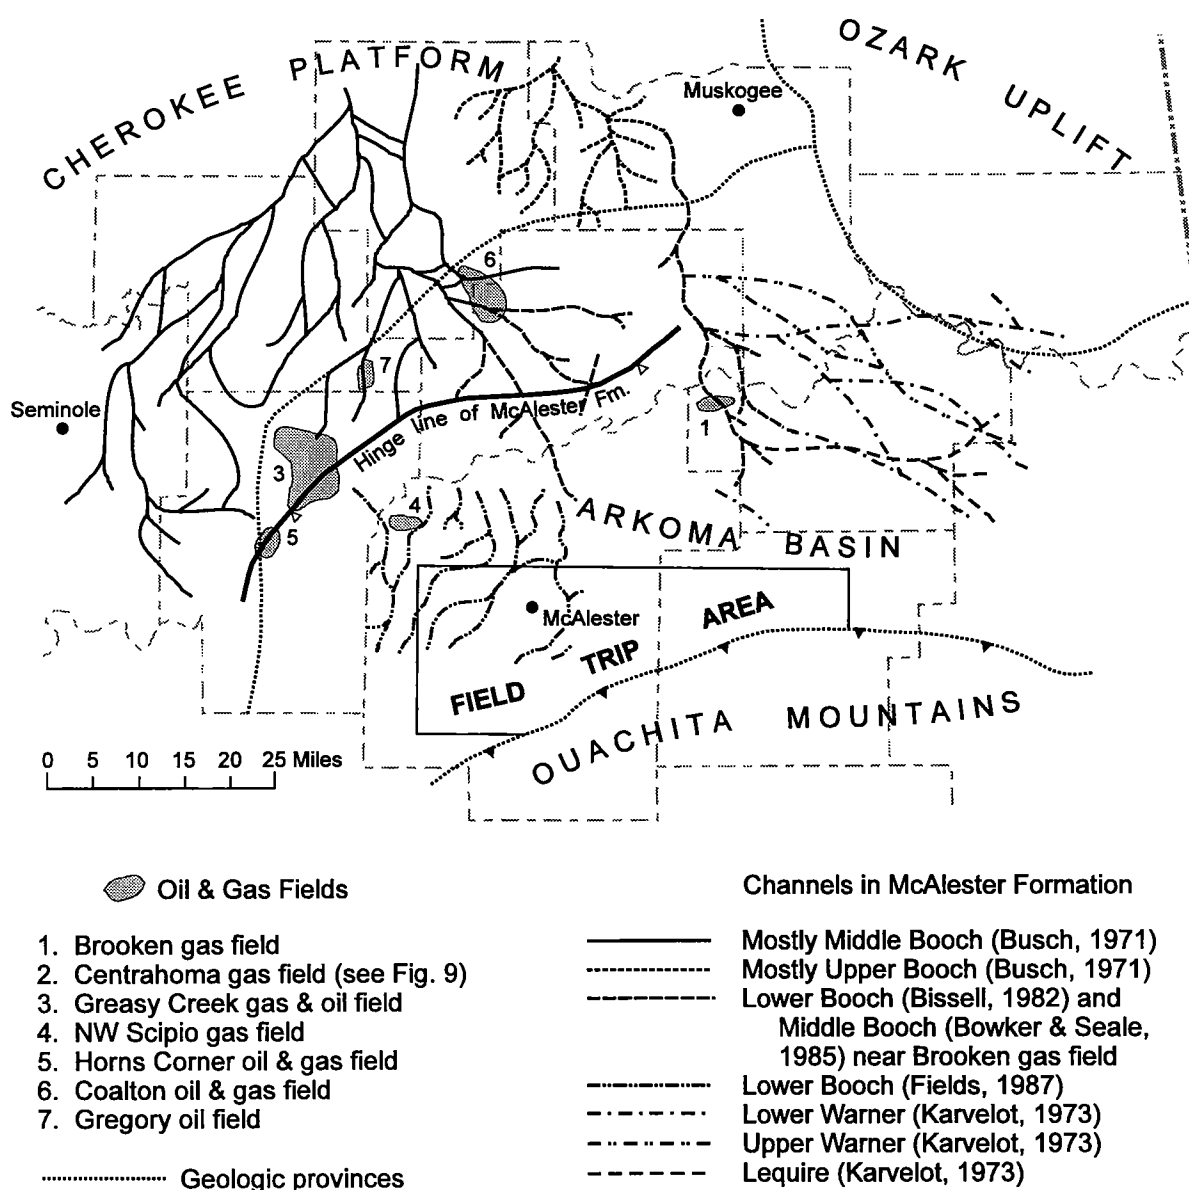 CHEROKEE PLATFORM
OZARK UPLIFT
Muskogee
6
7
Seminole
Hinge line of McAlester Fm.
1
3
4
5
ARKOMA BASIN
McAlester
FIELD TRIP AREA
OUACHITA MOUNTAINS
0 5 10 15 20 25 Miles
Oil & Gas Fields
1. Brooken gas field
2. Centrahoma gas field (see Fig. 9)
3. Greasy Creek gas & oil field
4. NW Scipio gas field
5. Horns Corner oil & gas field
6. Coalton oil & gas field
7. Gregory oil field
Geologic provinces
Channels in McAlester Formation
Mostly Middle Booch (Busch, 1971)
Mostly Upper Booch (Busch, 1971)
Lower Booch (Bissell, 1982) and
Middle Booch (Bowker & Seale,
1985) near Brooken gas field
Lower Booch (Fields, 1987)
Lower Warner (Karvelot, 1973)
Upper Warner (Karvelot, 1973)
Lequire (Karvelot, 1973)